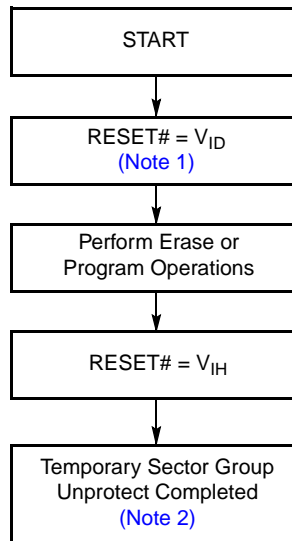 START
RESET# = VID
(Note 1)
Perform Erase or
Program Operations
RESET# = VIH
Temporary Sector Group
Unprotect Completed
(Note 2)